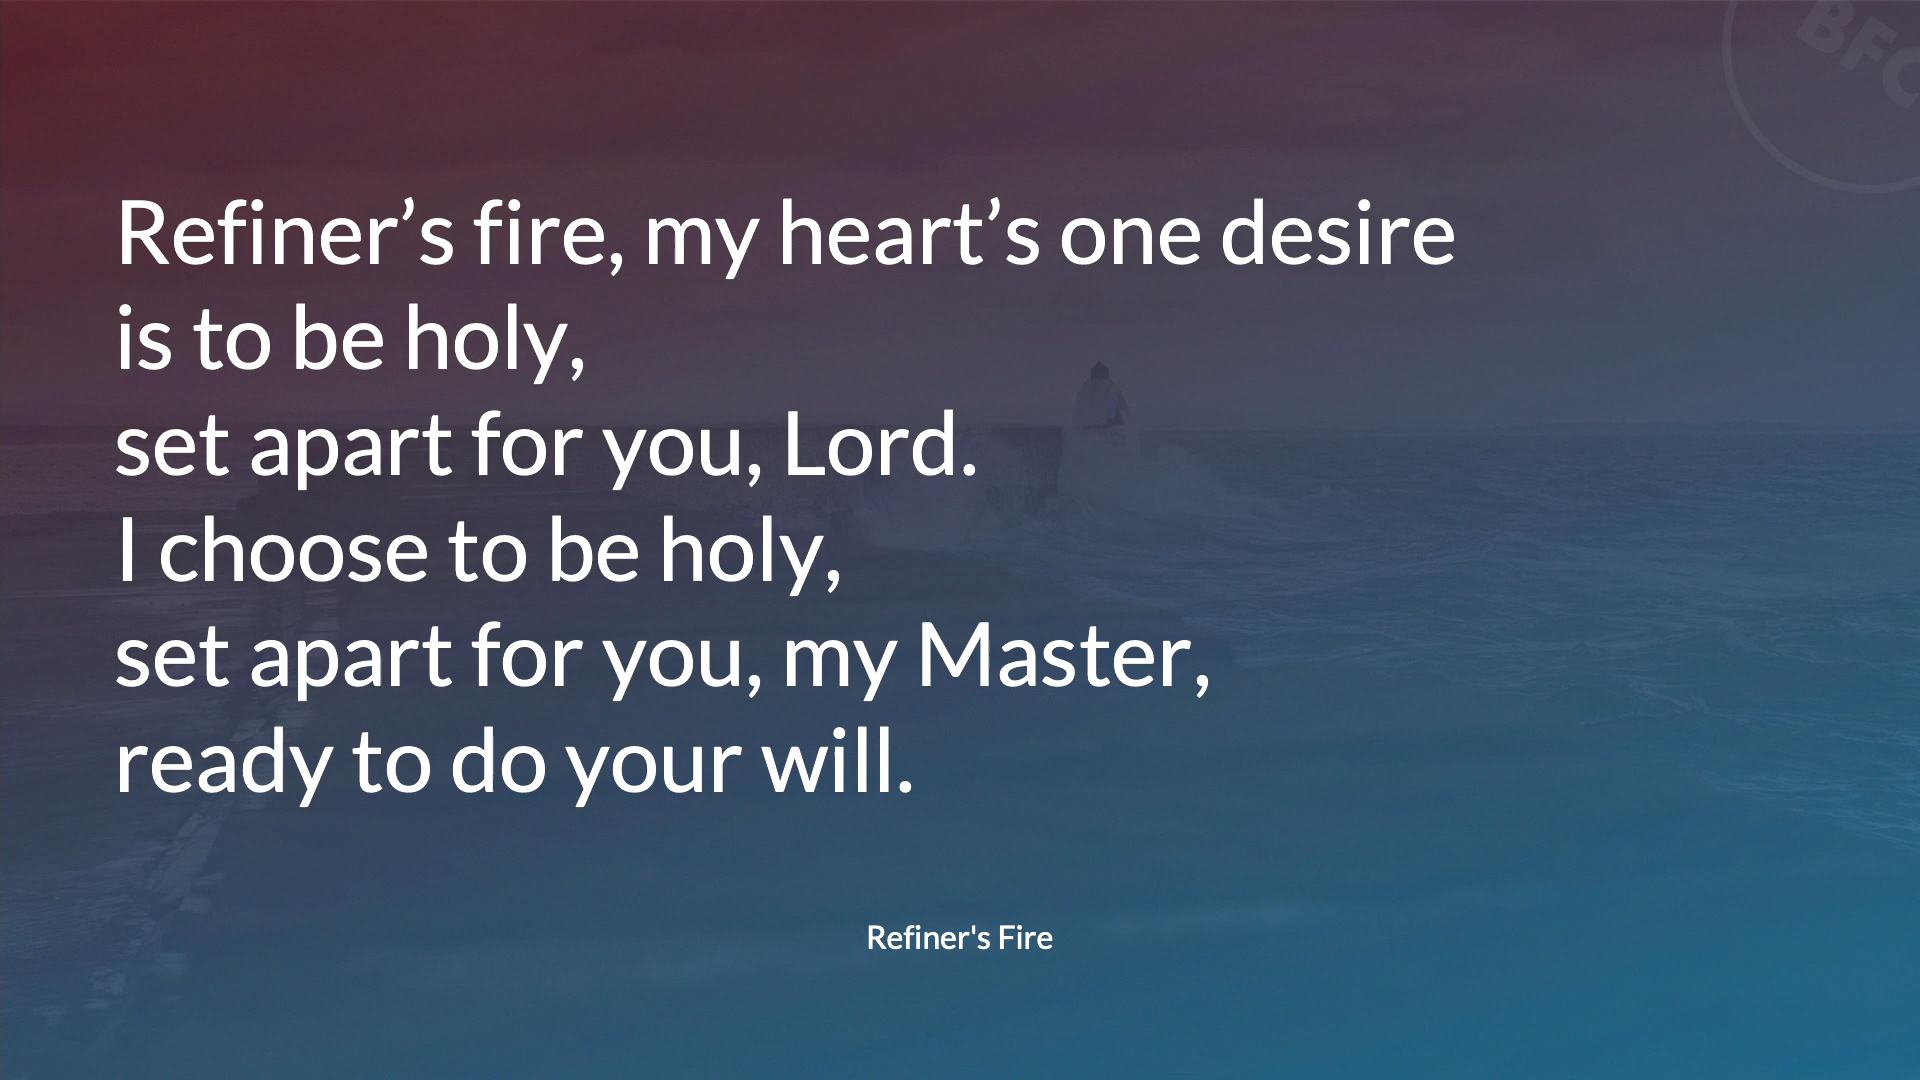 BFC
Refiner’s fire, my heart’s one desire
is to be holy,
set apart for you, Lord.
I choose to be holy,
set apart for you, my Master,
ready to do your will.
Refiner's Fire